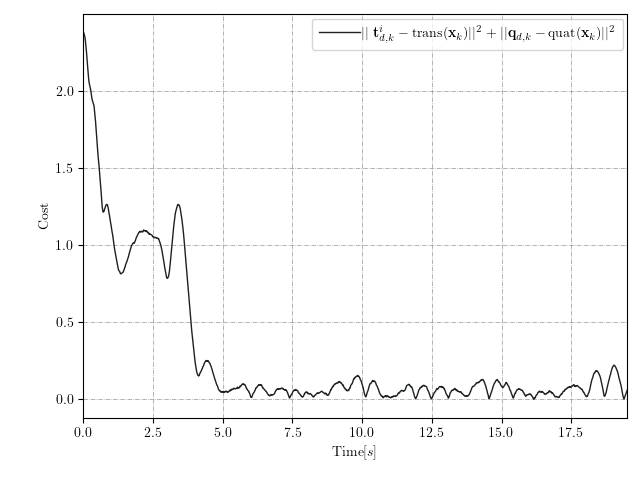 || t^i_{d,k} − trans(x_k)||^2 + ||q_{d,k} − quat(x_k)||^2
2.0
1.5
Cost
1.0
0.5
0.0
0.0 2.5 5.0 7.5 10.0 12.5 15.0 17.5
Time[s]